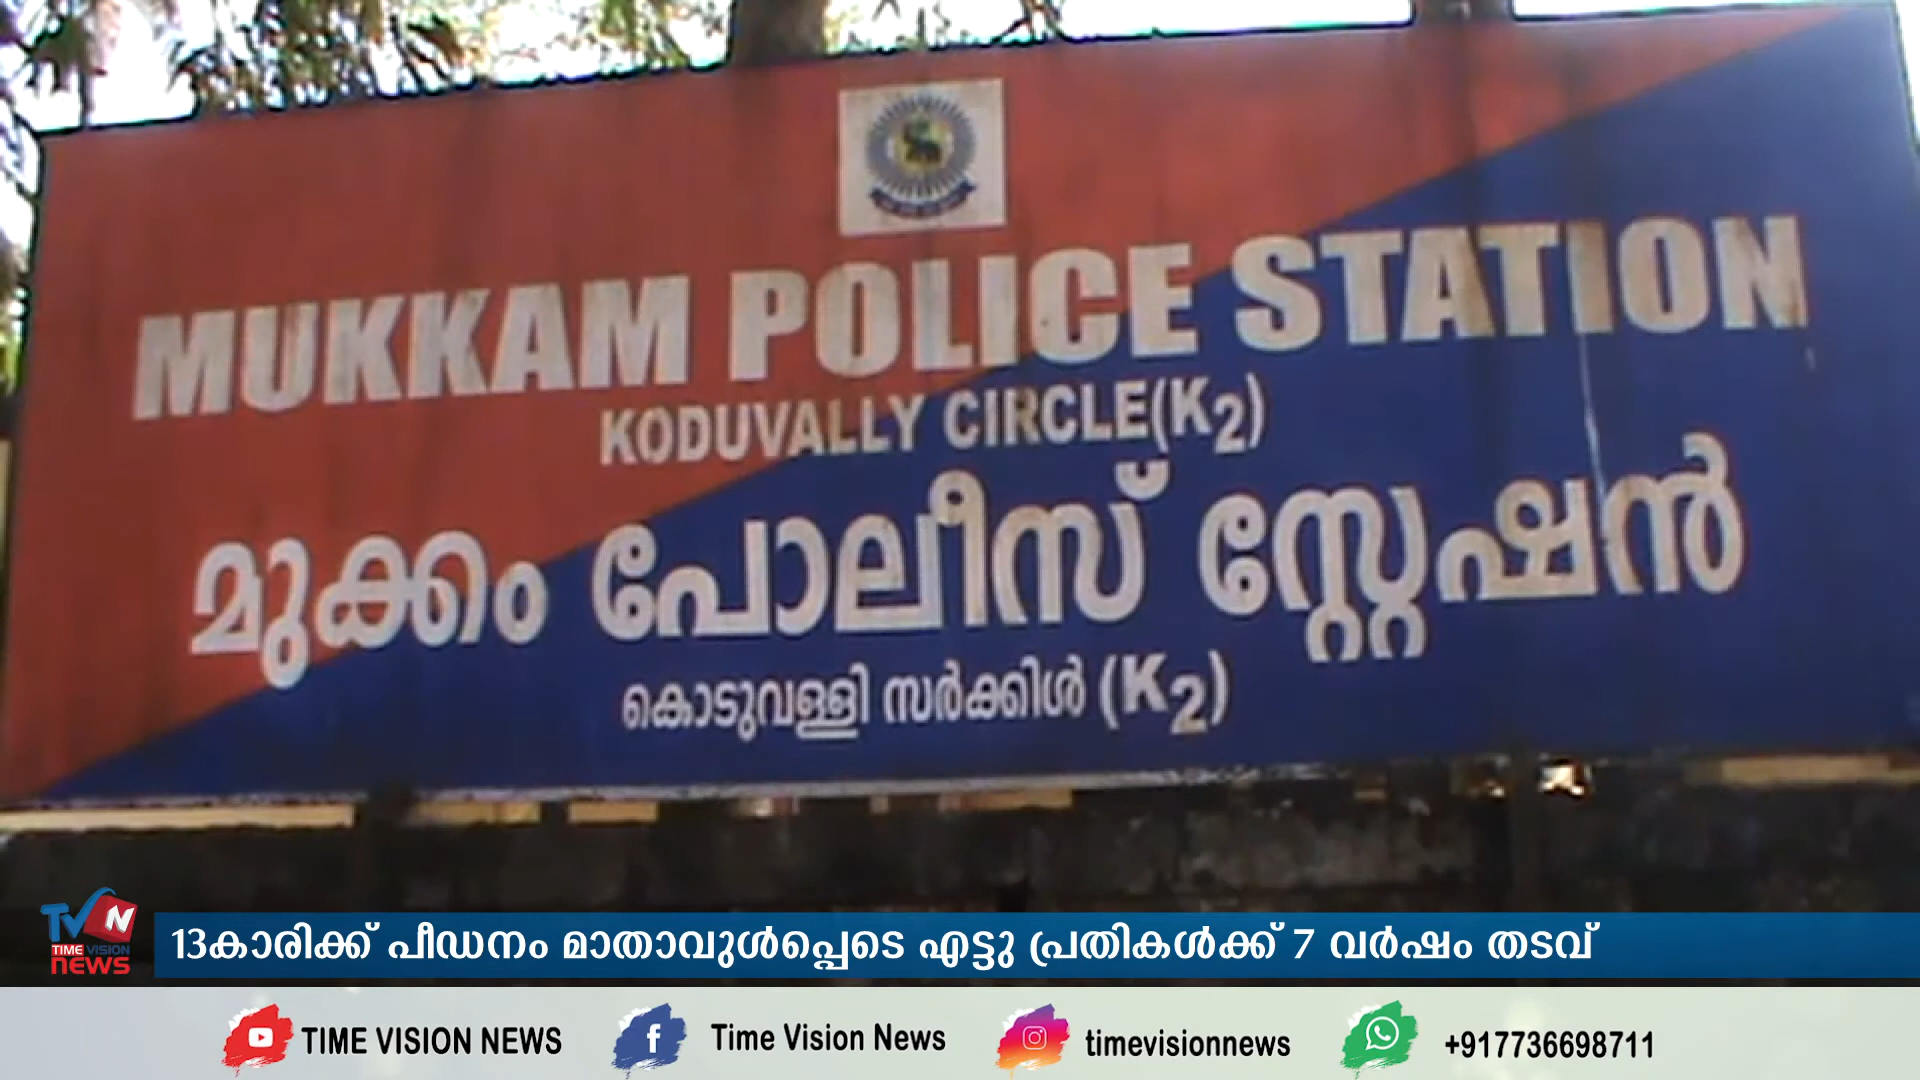 MUKKAM POLICE STATION
KODUVALLY CIRCLE(K2)
മുക്കം പോലീസ് സ്റ്റേഷൻ
കൊടുവള്ളി സർക്കിൾ (K2)
TVN
TIME VISION
NEWS
13കാരിക്ക് പീഡനം മാതാവുൾപ്പെടെ എട്ടു പ്രതികൾക്ക് 7 വർഷം തടവ്
TIME VISION NEWS
Time Vision News
timevisionnews
+917736698711